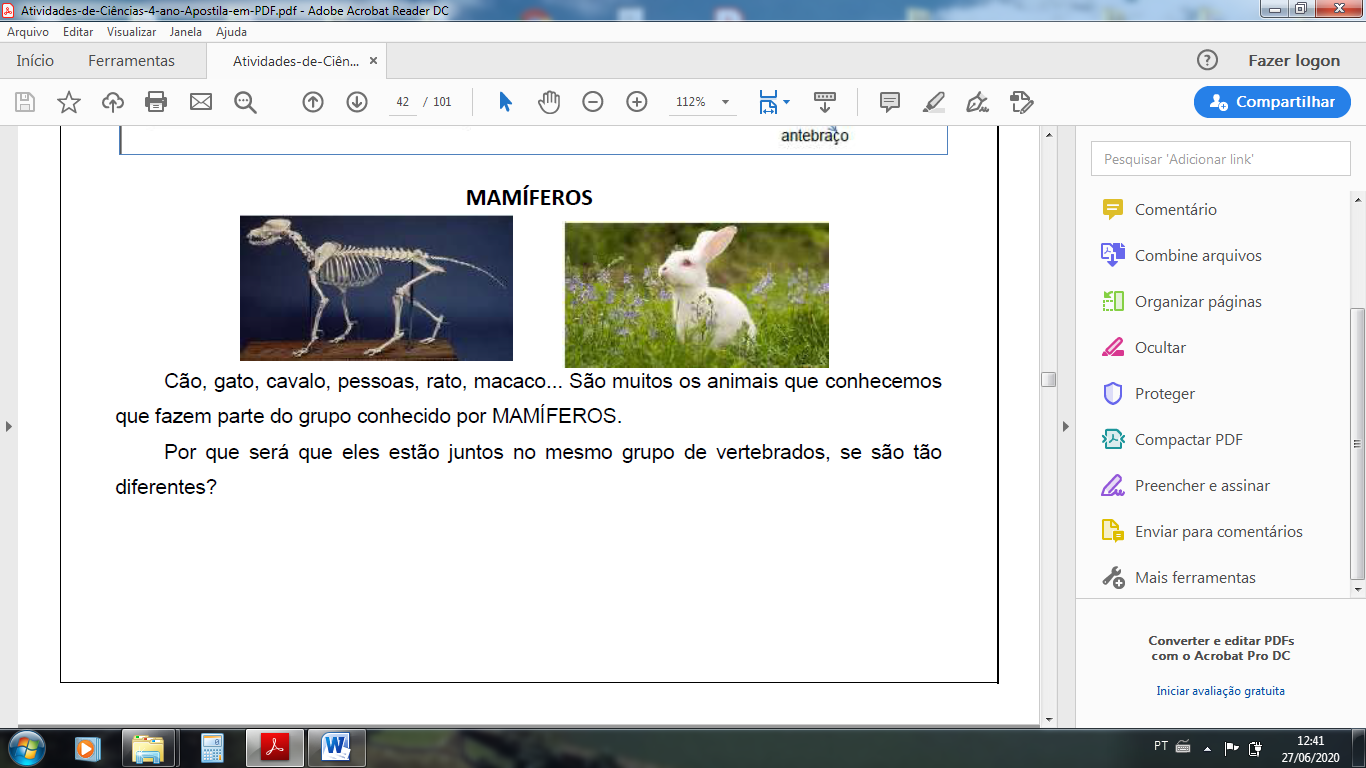 Atividades-de-Ciências-4-ano-Apostila-em-PDF.pdf - Adobe Acrobat Reader DC
Arquivo Editar Visualizar Janela Ajuda
Início Ferramentas Atividades-de-Ciên... × Fazer logon
42 / 101 112% Compartilhar
antebraço
MAMÍFEROS
Cão, gato, cavalo, pessoas, rato, macaco... São muitos os animais que conhecemos
que fazem parte do grupo conhecido por MAMÍFEROS.
Por que será que eles estão juntos no mesmo grupo de vertebrados, se são tão
diferentes?
Pesquisar 'Adicionar link'
Comentário
Combine arquivos
Organizar páginas
Ocultar
Proteger
Compactar PDF
Preencher e assinar
Enviar para comentários
Mais ferramentas
Converter e editar PDFs
com o Acrobat Pro DC
Iniciar avaliação gratuita
PT 12:41
27/06/2020